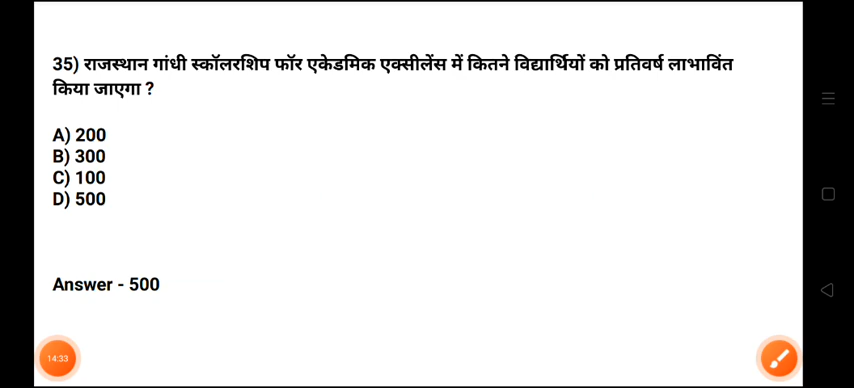 35) राजस्थान गांधी स्कॉलरशिप फॉर एकेडमिक एक्सीलेंस में कितने विद्यार्थियों को प्रतिवर्ष लाभाविंत
किया जाएगा ?
A) 200
B) 300
C) 100
D) 500
Answer - 500
14:33